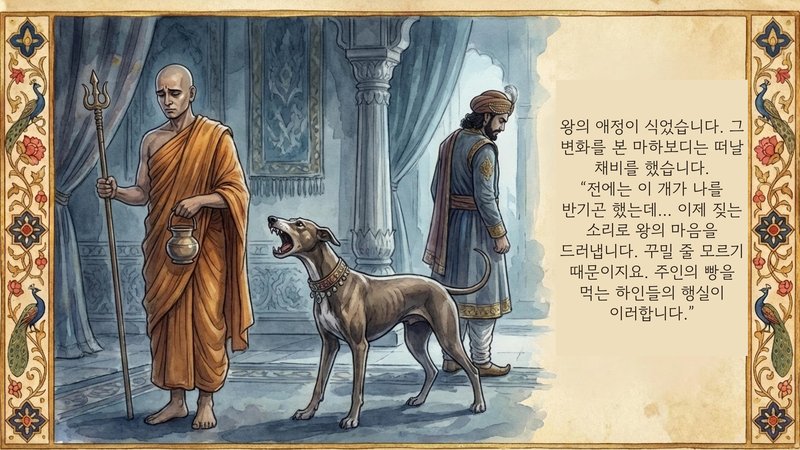 왕의 애정이 식었습니다. 그
변화를 본 마하보디는 떠날
채비를 했습니다.
“전에는 이 개가 나를
반기곤 했는데... 이제 짖는
소리로 왕의 마음을
드러냅니다. 꾸밀 줄 모르기
때문이지요. 주인의 빵을
먹는 하인들의 행실이
이러합니다.”